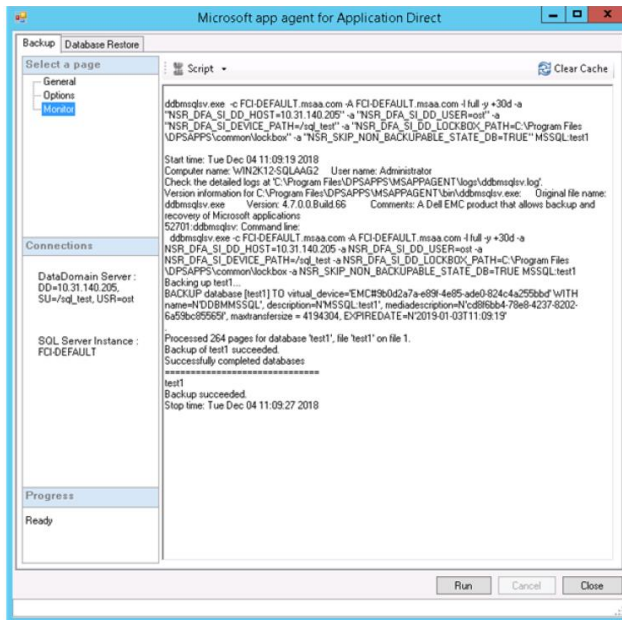 Microsoft app agent for Application Direct
Backup
Database Restore
Select a page
General
Options
Monitor
Script
Clear Cache
ddbmsqlsv.exe -c FCI-DEFAULT.msaa.com -A FCI-DEFAULT.msaa.com -l full -y +30d -a
"NSR_DFA_SI_DD_HOST=10.31.140.205" -a "NSR_DFA_SI_DD_USER=ost" -a
"NSR_DFA_SI_DEVICE_PATH=/sql_test" -a "NSR_DFA_SI_DD_LOCKBOX_PATH=C:\Program Files
\DPSAPPS\common\lockbox" -a "NSR_SKIP_NON_BACKUPABLE_STATE_DB=TRUE" MSSQL:test1
Start time: Tue Dec 04 11:09:19 2018
Computer name: WIN2K12-SQLAAG2 User name: Administrator
Check the detailed logs at 'C:\Program Files\DPSAPPS\MSAPPAGENT\logs\ddbmsqlsv.log'.
Version information for C:\Program Files\DPSAPPS\MSAPPAGENT\bin\ddbmsqlsv.exe: Original file name:
ddbmsqlsv.exe Version: 4.7.0.0.Build.66 Comments: A Dell EMC product that allows backup and
recovery of Microsoft applications
52701:ddbmsqlsv: Command line:
ddbmsqlsv.exe -c FCI-DEFAULT.msaa.com -A FCI-DEFAULT.msaa.com -l full -y +30d -a
NSR_DFA_SI_DD_HOST=10.31.140.205 -a NSR_DFA_SI_DD_USER=ost -a
NSR_DFA_SI_DEVICE_PATH=/sql_test -a NSR_DFA_SI_DD_LOCKBOX_PATH=C:\Program Files
\DPSAPPS\common\lockbox -a NSR_SKIP_NON_BACKUPABLE_STATE_DB=TRUE MSSQL:test1
Backing up test1...
BACKUP database [test1] TO virtual_device='EMC#9b0d2a7a-e89f-4e85-ade0-824c4a255bbd' WITH
name=N'DDBMMSSQL', description=N'MSSQL:test1', mediadescription=N'cd8f6bb4-78e8-4237-8202-
6a59bc85565f', maxtransfersize = 4194304, EXPIREDATE=N'2019-01-03T11:09:19'
.
Processed 264 pages for database 'test1', file 'test1' on file 1.
Backup of test1 succeeded.
Successfully completed databases
==============================
test1
Backup succeeded.
Stop time: Tue Dec 04 11:09:27 2018
Connections
DataDomain Server :
DD=10.31.140.205,
SU=/sql_test, USR=ost
SQL Server Instance :
FCI-DEFAULT
Progress
Ready
Run
Cancel
Close